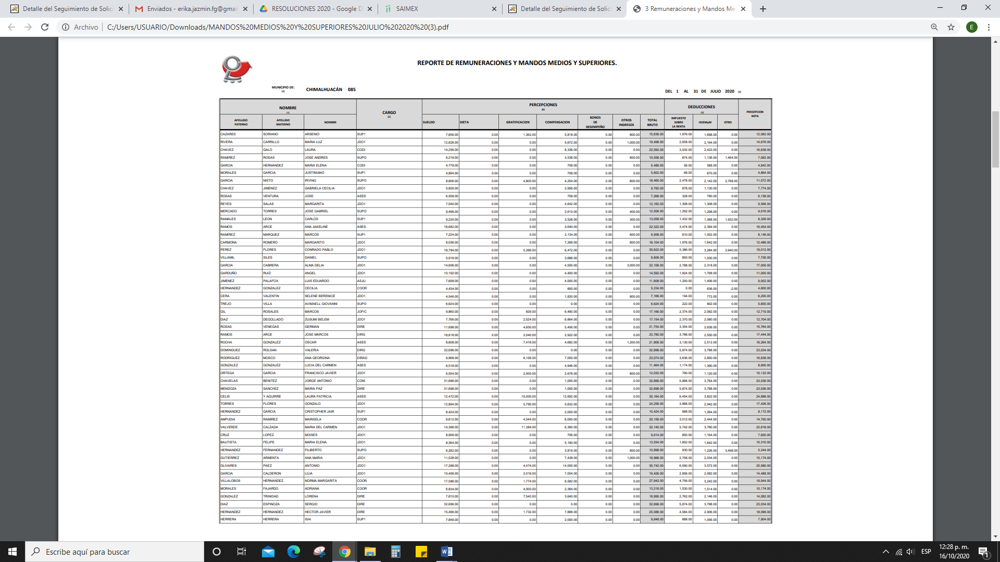 Detalle del Seguimiento de Solici
Enviados - erika.jazmin.fg@gmai
RESOLUCIONES 2020 - Google D
SAIMEX
Detalle del Seguimiento de Solici
3 Remuneraciones y Mandos Me
Archivo | C:/Users/USUARIO/Downloads/MANDOS%20MEDIOS%20Y%20SUPERIORES%20JULIO%202020%20(3).pdf
E
REPORTE DE REMUNERACIONES Y MANDOS MEDIOS Y SUPERIORES.
MUNICIPIO DE: CHIMALHUACÁN 085
(2)
DEL 1 AL 31 DE JULIO 2020 (3)
NOMBRE (4) CARGO (5) PERCEPCIONES (6) DEDUCCIONES (7) PRECEPCION NETA
APELLIDO PATERNO APELLIDO MATERNO NOMBRE SUELDO DIETA GRATIFICACION COMPENSACION BONOS DE DESEMPEÑO OTROS INGRESOS TOTAL BRUTO IMPUESTO SOBRE LA RENTA ISSEMyM OTRO
CAZARES SORIANO ARSENIO SUP1 7,656.00 0.00 1,362.00 5,818.00 0.00 800.00 15,636.00 1,876.00 1,698.00 0.00 12,062.00
RIVERA CARRILLO MARIA LUZ JDO1 12,826.00 0.00 0.00 5,672.00 0.00 1,000.00 19,498.00 2,658.00 2,164.00 0.00 14,676.00
CHAVEZ GALO LAURA CODI 14,256.00 0.00 0.00 8,336.00 0.00 0.00 22,592.00 3,532.00 2,422.00 0.00 16,638.00
RAMIREZ ROSAS JOSE ANDRES SUPO 6,218.00 0.00 0.00 3,538.00 0.00 800.00 10,556.00 874.00 1,136.00 1,464.00 7,082.00
GARCIA HERNANDEZ MARIA ELENA CODI 4,778.00 0.00 0.00 708.00 0.00 0.00 5,486.00 56.00 588.00 0.00 4,842.00
MORALES GARCIA JUSTINIANO SUP1 4,894.00 0.00 0.00 708.00 0.00 0.00 5,602.00 68.00 670.00 0.00 4,864.00
GARCIA NIETO IRVING SUPO 8,606.00 0.00 4,800.00 4,254.00 0.00 800.00 18,460.00 2,478.00 2,142.00 2,768.00 11,072.00
CHAVEZ JIMENEZ GABRIELA CECILIA JDO1 5,826.00 0.00 0.00 3,956.00 0.00 0.00 9,782.00 878.00 1,130.00 0.00 7,774.00
ROSAS VENTURA JOSE ASES 6,558.00 0.00 0.00 708.00 0.00 0.00 7,266.00 328.00 780.00 0.00 6,158.00
REYES SALAS MARGARITA JDO1 7,540.00 0.00 0.00 4,642.00 0.00 0.00 12,182.00 1,308.00 1,308.00 0.00 9,566.00
MERCADO TORRES JOSE GABRIEL SUPO 9,496.00 0.00 0.00 2,610.00 0.00 400.00 12,506.00 1,292.00 1,298.00 0.00 9,916.00
RAMALES LEON CARLOS SUP1 9,230.00 0.00 0.00 3,528.00 0.00 300.00 13,058.00 1,432.00 1,368.00 1,932.00 8,326.00
RAMOS ARCE ANA JAKELINE ASES 18,682.00 0.00 0.00 3,640.00 0.00 0.00 22,322.00 3,474.00 2,394.00 0.00 16,454.00
RAMIREZ MARQUEZ MARCOS SUP1 7,224.00 0.00 0.00 2,134.00 0.00 600.00 9,958.00 810.00 1,002.00 0.00 8,146.00
CARMONA ROMERO MARGARITO JDO1 8,036.00 0.00 0.00 7,268.00 0.00 800.00 16,104.00 1,976.00 1,642.00 0.00 12,486.00
PEREZ FLORES CONRADO PABLO JDO1 18,784.00 0.00 5,366.00 6,472.00 0.00 0.00 30,622.00 5,386.00 3,284.00 2,940.00 19,012.00
VILLAMIL SILES DANIEL SUPO 5,918.00 0.00 0.00 3,688.00 0.00 0.00 9,606.00 850.00 1,030.00 0.00 7,726.00
GARCIA CABRERA ALMA DELIA JDO1 14,606.00 0.00 0.00 4,500.00 0.00 3,000.00 22,106.00 2,788.00 2,318.00 0.00 17,000.00
GARDUÑO RUIZ ANGEL JDO1 10,192.00 0.00 0.00 4,400.00 0.00 0.00 14,592.00 1,824.00 1,768.00 0.00 11,000.00
JIMENEZ PALAFOX LUIS EDUARDO ASJU 7,608.00 0.00 0.00 4,000.00 0.00 0.00 11,608.00 1,200.00 1,406.00 0.00 9,002.00
HERNANDEZ GONZALEZ CECILIA COOR 4,434.00 0.00 0.00 800.00 0.00 0.00 5,234.00 0.00 636.00 -2.00 4,600.00
CERA VALENTIN SELENE BERENICE JDO1 4,546.00 0.00 0.00 1,820.00 0.00 800.00 7,166.00 194.00 772.00 0.00 6,200.00
TREJO VILLA AVIMAELL GIOVANNI SUPO 6,624.00 0.00 0.00 0.00 0.00 0.00 6,624.00 222.00 802.00 0.00 5,600.00
GIL ROSALES MARCOS JOFIC 9,860.00 0.00 826.00 6,480.00 0.00 0.00 17,166.00 2,374.00 2,082.00 0.00 12,710.00
DIAZ DEGOLLADO ZUSUMI BELEM JDO1 7,766.00 0.00 2,524.00 6,864.00 0.00 0.00 17,154.00 2,370.00 2,080.00 0.00 12,704.00
ROSAS VENEGAS GERMAN DIRE 11,698.00 0.00 4,600.00 5,456.00 0.00 0.00 21,754.00 3,354.00 2,636.00 0.00 15,764.00
RAMOS ARCE JOSE MARCOS DIRG 18,818.00 0.00 2,040.00 2,922.00 0.00 0.00 23,780.00 3,786.00 2,550.00 0.00 17,444.00
ROCHA GONZALEZ OSCAR ASES 8,608.00 0.00 7,416.00 4,682.00 0.00 1,200.00 21,906.00 3,130.00 2,512.00 0.00 16,264.00
DOMINGUEZ ROLDAN VALERIA DIRG 32,696.00 0.00 0.00 0.00 0.00 0.00 32,696.00 5,874.00 3,788.00 0.00 23,034.00
RODRIGUEZ MOSCO ANA GEORGINA DIRAD 9,968.00 0.00 6,106.00 7,000.00 0.00 0.00 23,074.00 3,636.00 2,800.00 0.00 16,638.00
GONZALEZ GONZALEZ LUCIA DEL CARMEN ASES 6,518.00 0.00 0.00 4,946.00 0.00 0.00 11,464.00 1,174.00 1,390.00 0.00 8,900.00
ORTEGA GARCIA FRANCISCO JAVIER JDO1 6,554.00 0.00 2,000.00 2,678.00 0.00 800.00 12,032.00 790.00 1,120.00 0.00 10,122.00
CHAVELAS BENITEZ JORGE ANTONIO CONI 31,666.00 0.00 0.00 1,000.00 0.00 0.00 32,666.00 5,866.00 3,764.00 0.00 23,036.00
MENDOZA SANCHEZ MARIA PAZ DIRE 31,698.00 0.00 0.00 1,000.00 0.00 0.00 32,698.00 5,874.00 3,788.00 0.00 23,036.00
CELIS Y AGUIRRE LAURA PATRICIA ASES 12,472.00 0.00 10,000.00 12,692.00 0.00 0.00 35,164.00 6,454.00 3,822.00 0.00 24,888.00
TORRES FLORES GONZALO JDO1 12,864.00 0.00 5,760.00 5,632.00 0.00 0.00 24,256.00 3,888.00 2,942.00 0.00 17,426.00
HERNANDEZ GARCIA CRISTOPHER JAIR SUP1 8,424.00 0.00 0.00 2,000.00 0.00 0.00 10,424.00 988.00 1,264.00 0.00 8,172.00
AMPUDIA RAMIREZ MARISELA COOR 9,612.00 0.00 4,544.00 6,000.00 0.00 0.00 20,156.00 3,012.00 2,444.00 0.00 14,700.00
VALVERDE CALZADA MARIA DEL CARMEN JDO1 14,366.00 0.00 11,384.00 6,390.00 0.00 0.00 32,140.00 5,742.00 3,780.00 0.00 22,618.00
CRUZ LOPEZ MOISES JDO1 8,908.00 0.00 0.00 706.00 0.00 0.00 9,614.00 850.00 1,164.00 0.00 7,600.00
BAUTISTA FELIPE MARIA ELENA JDO1 8,364.00 0.00 0.00 5,190.00 0.00 0.00 13,554.00 1,602.00 1,642.00 0.00 10,310.00
HERNANDEZ FERNANDEZ FILIBERTO SUPO 6,282.00 0.00 0.00 3,816.00 0.00 800.00 10,898.00 930.00 1,226.00 3,498.00 5,244.00
GUTIERREZ ARMENTA ANA MARIA JDO1 11,528.00 0.00 0.00 7,438.00 0.00 1,000.00 19,966.00 2,758.00 2,034.00 0.00 15,174.00
OLIVARES PAEZ ANTONIO JDO1 17,268.00 0.00 4,474.00 14,000.00 0.00 0.00 35,742.00 6,590.00 3,572.00 0.00 25,580.00
GARCIA CALDERON LILIA JDO1 10,406.00 0.00 2,016.00 7,004.00 0.00 0.00 19,426.00 2,856.00 2,082.00 0.00 14,488.00
VILLALOBOS HERNANDEZ NORMA MARGARITA COOR 17,586.00 0.00 1,774.00 8,582.00 0.00 0.00 27,942.00 4,756.00 3,242.00 0.00 19,944.00
MORALES FAJARDO ADRIANA COOR 6,834.00 0.00 4,000.00 2,384.00 0.00 0.00 13,218.00 1,530.00 1,514.00 0.00 10,174.00
GONZALEZ TRINIDAD LORENA DIRE 7,810.00 0.00 7,540.00 3,640.00 0.00 0.00 18,990.00 2,762.00 2,146.00 0.00 14,082.00
DIAZ ESPINOZA SERGIO DIRE 32,696.00 0.00 0.00 0.00 0.00 0.00 32,696.00 5,874.00 3,788.00 0.00 23,034.00
HERNANDEZ HERNANDEZ HECTOR JAVIER DIRE 15,466.00 0.00 1,732.00 7,888.00 0.00 0.00 25,086.00 4,084.00 2,906.00 0.00 18,096.00
HERRERA HERRERA ISAI SUP1 7,848.00 0.00 0.00 2,000.00 0.00 0.00 9,848.00 888.00 1,056.00 0.00 7,904.00
Escribe aquí para buscar
ESP
12:28 p. m.
16/10/2020
1